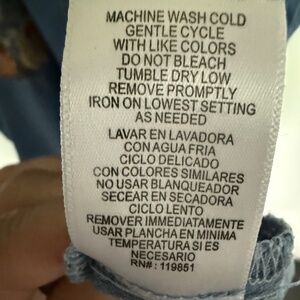 MACHINE WASH COLD
GENTLE CYCLE
WITH LIKE COLORS
DO NOT BLEACH
TUMBLE DRY LOW
REMOVE PROMPTLY
IRON ON LOWEST SETTING
AS NEEDED
LAVAR EN LAVADORA
CON AGUA FRIA
CICLO DELICADO
CON COLORES SIMILARES
NO USAR BLANQUEADOR
SECEAR EN SECADORA
CICLO LENTO
REMOVER IMMEDIATAMENTE
USAR PLANCHA EN MINIMA
TEMPERATURA SI ES
NECESARIO
RN#: 119851